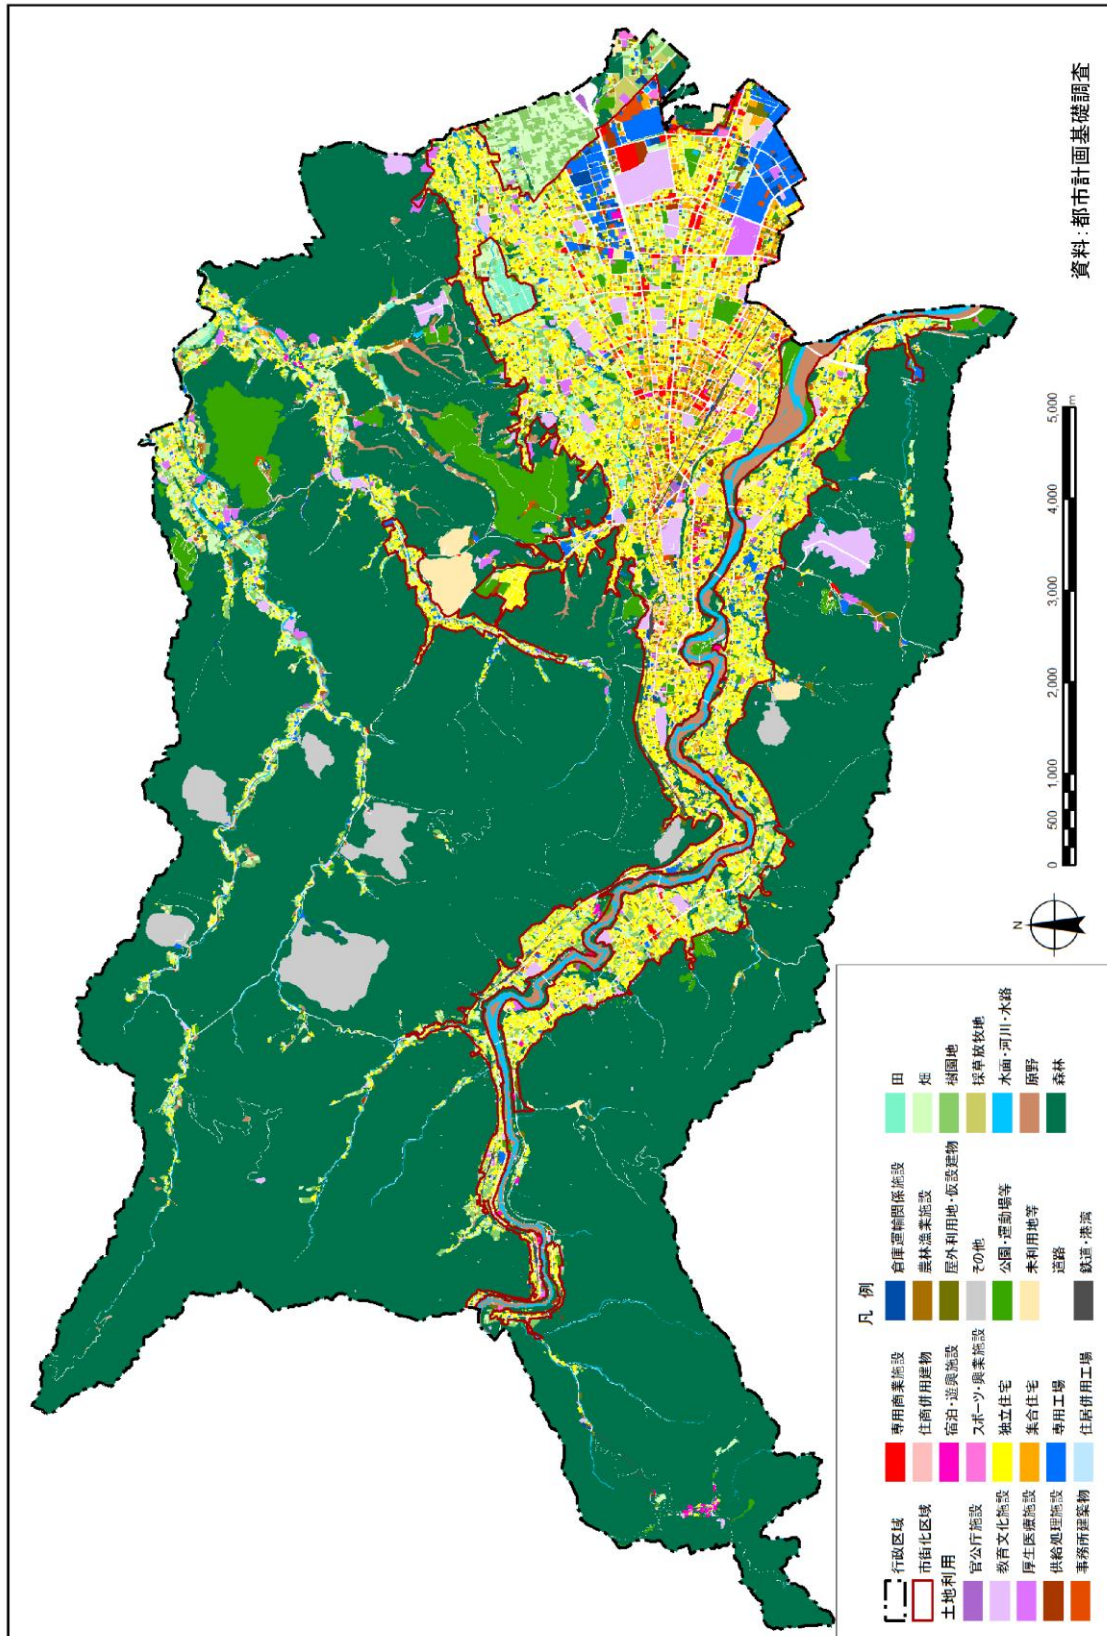 資料：都市計画基礎調査
N
0 500 1,000 2,000 3,000 4,000 5,000
m
凡 例
行政区域
市街化区域
土地利用
官公庁施設
教育文化施設
厚生医療施設
供給処理施設
事務所建築物
専用商業施設
住商併用建物
宿泊・遊興施設
スポーツ・興業施設
独立住宅
集合住宅
専用工場
住居併用工場
倉庫運輸関係施設
農林漁業施設
屋外利用地・仮設建物
その他
公園・運動場等
未利用地等
道路
鉄道・港湾
田
畑
樹園地
採草放牧地
水面・河川・水路
原野
森林